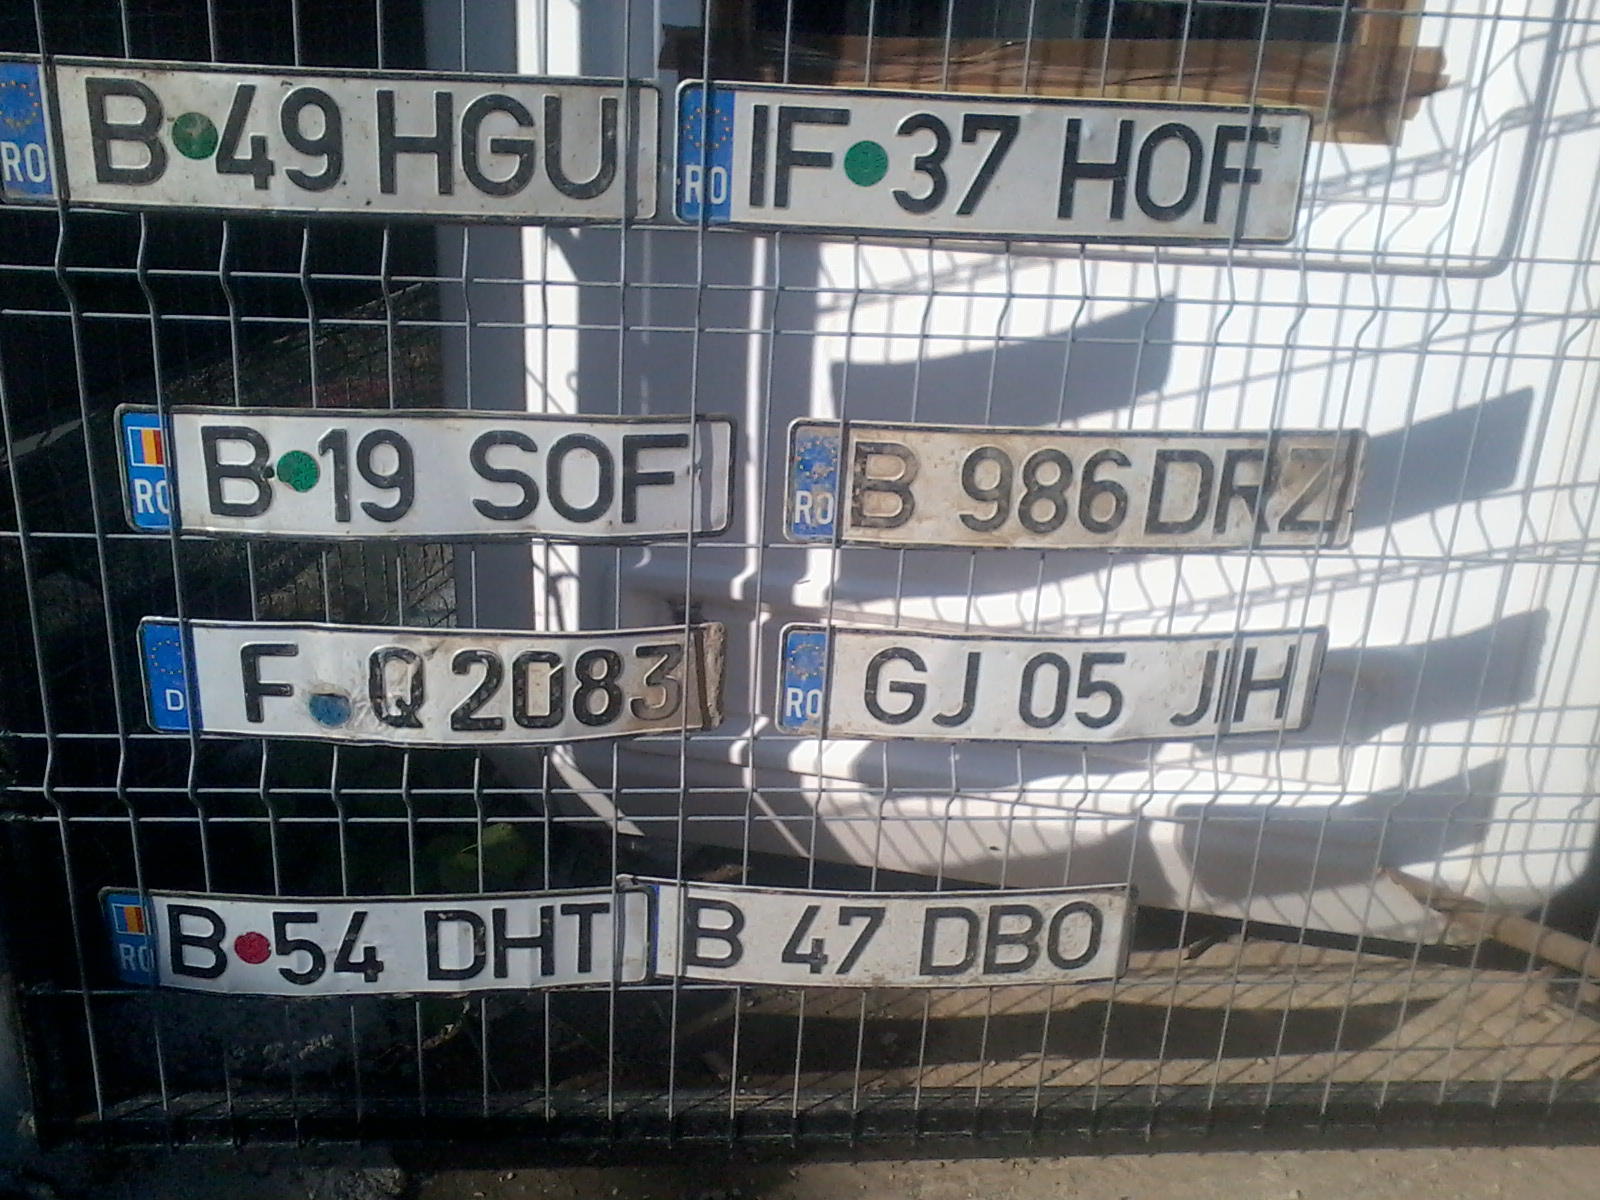 RO B 49 HGU
RO IF 37 HOF
RO B 19 SOF
RO B 986 DRZ
D F Q 2083
RO GJ 05 JIH
RO B 54 DHT
B 47 DBO